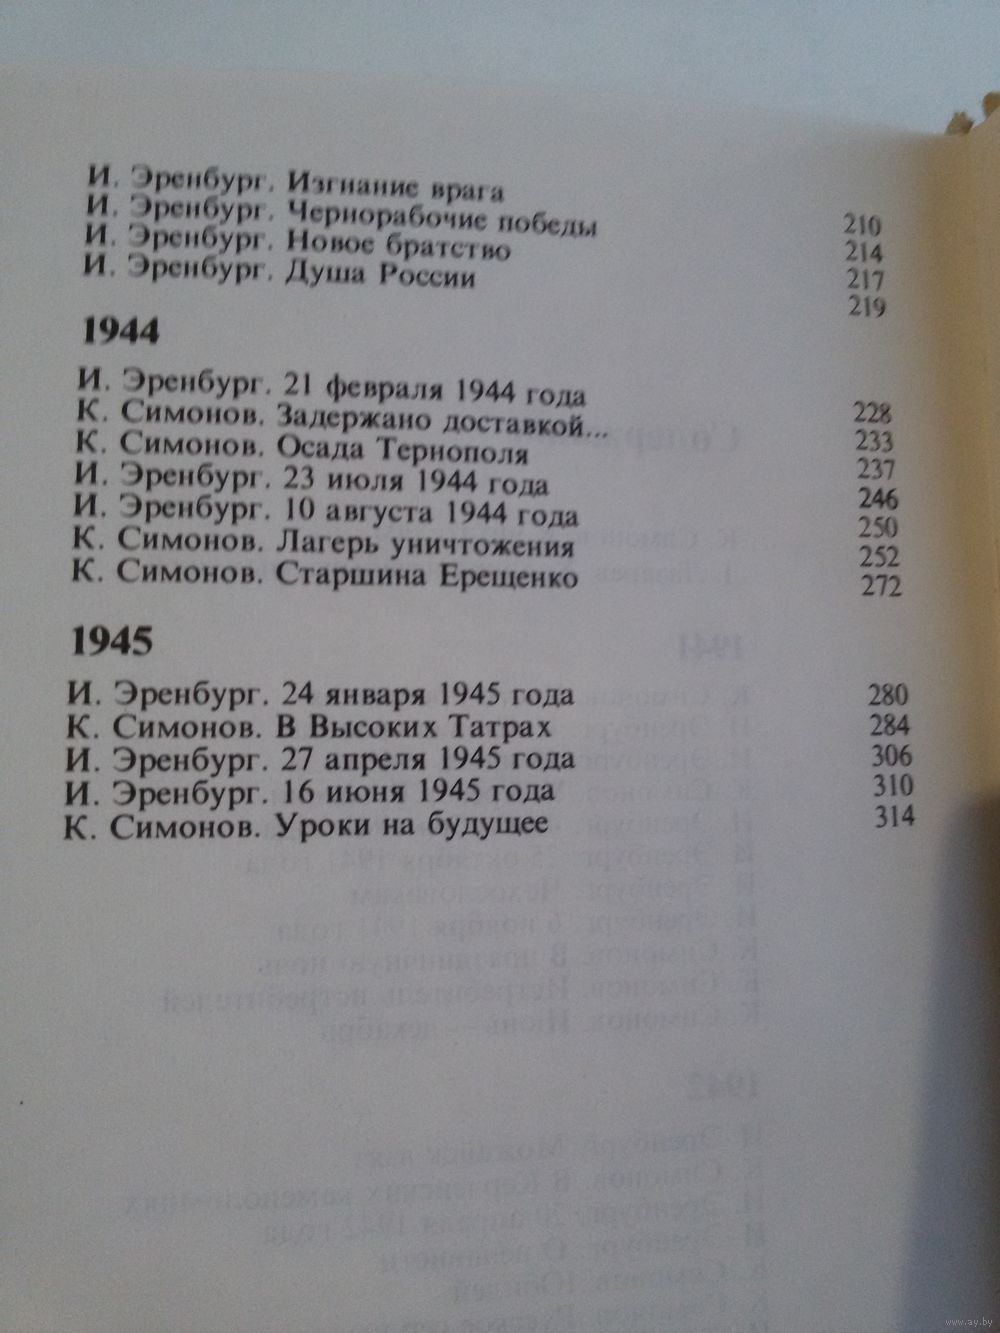 И. Эренбург. Изгнание врага 210
И. Эренбург. Чернорабочие победы 214
И. Эренбург. Новое братство 217
И. Эренбург. Душа России 219
1944
И. Эренбург. 21 февраля 1944 года 228
К. Симонов. Задержано доставкой... 233
К. Симонов. Осада Тернополя 237
И. Эренбург. 23 июля 1944 года 246
И. Эренбург. 10 августа 1944 года 250
К. Симонов. Лагерь уничтожения 252
К. Симонов. Старшина Ерещенко 272
1945
И. Эренбург. 24 января 1945 года 280
К. Симонов. В Высоких Татрах 284
И. Эренбург. 27 апреля 1945 года 306
И. Эренбург. 16 июня 1945 года 310
К. Симонов. Уроки на будущее 314
www.ay.by